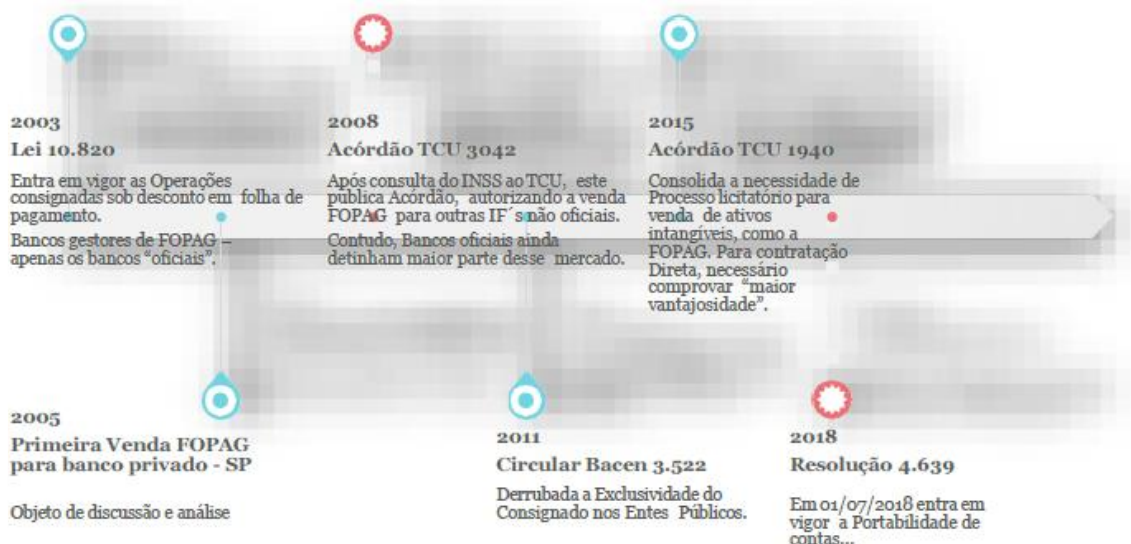 2003
Lei 10.820
Entra em vigor as Operações
consignadas sob desconto em folha de
pagamento.
Bancos gestores de FOPAG –
apenas os bancos “oficiais”.
2008
Acórdão TCU 3042
Após consulta do INSS ao TCU, este
pública Acórdão, autorizando a venda
FOPAG para outras IF´s não oficiais.
Contudo, Bancos oficiais ainda
detinham maior parte desse mercado.
2015
Acórdão TCU 1940
Consolida a necessidade de
Processo licitatório para
venda de ativos
intangíveis, como a
FOPAG. Para contratação
Direta, necessário
comprovar “maior
vantajosidade”.
2005
Primeira Venda FOPAG
para banco privado - SP
Objeto de discussão e análise
2011
Circular Bacen 3.522
Derrubada a Exclusividade do
Consignado nos Entes Públicos.
2018
Resolução 4.639
Em 01/07/2018 entra em
vigor a Portabilidade de
contas...